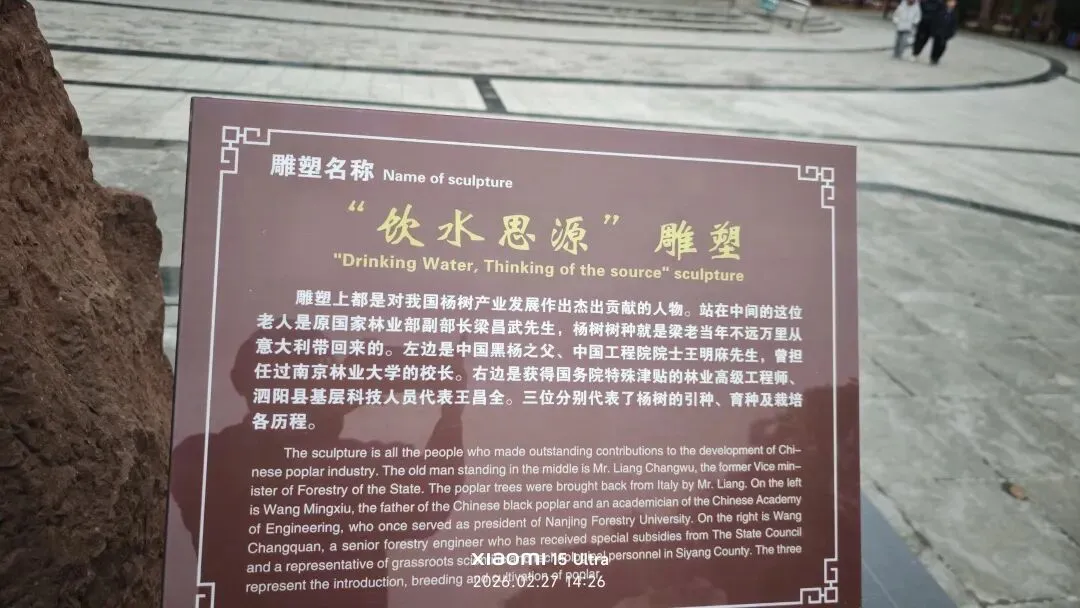 雕塑名称 Name of sculpture
“饮水思源”雕塑
"Drinking Water, Thinking of the source" sculpture
雕塑上都是对我国杨树产业发展作出杰出贡献的人物。站在中间的这位
老人是原国家林业部副部长梁昌武先生，杨树树种就是梁老当年不远万里从
意大利带回来的。左边是中国黑杨之父、中国工程院院士王明庥先生，曾担
任过南京林业大学的校长。右边是获得国务院特殊津贴的林业高级工程师、
泗阳县基层科技人员代表王昌全。三位分别代表了杨树的引种、育种及栽培
各历程。
The sculpture is all the people who made outstanding contributions to the development of Chi-
nese poplar industry. The old man standing in the middle is Mr. Liang Changwu, the former Vice min-
ister of Forestry of the State. The poplar trees were brought back from Italy by Mr. Liang. On the left
is Wang Mingxiu, the father of the Chinese black poplar and an academician of the Chinese Academy
of Engineering, who once served as president of Nanjing Forestry University. On the right is Wang
Changquan, a senior forestry engineer who has received special subsidies from The State Council
and a representative of grassroots scientific and technological personnel in Siyang County. The three
represent the introduction, breeding and cultivation of poplar.
xiaomi 15 Ultra
2026.02.27 14:26